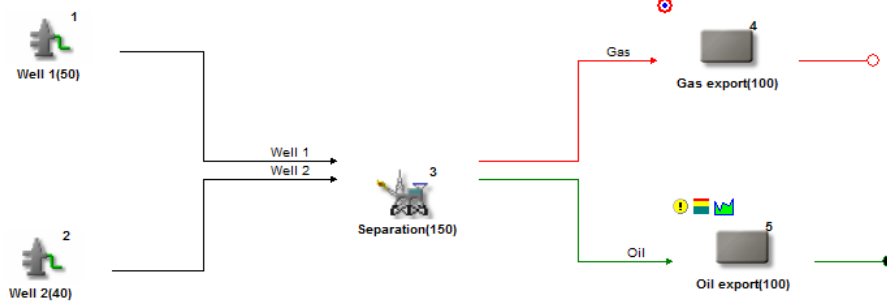 1
Well 1(50)
2
Well 2(40)
Well 1
Well 2
3
Separation(150)
Gas
4
Gas export(100)
Oil
!
5
Oil export(100)